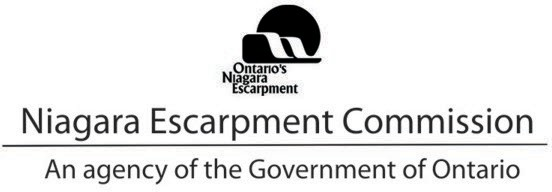 Ontario's
Niagara
Escarpment
Niagara Escarpment Commission
An agency of the Government of Ontario